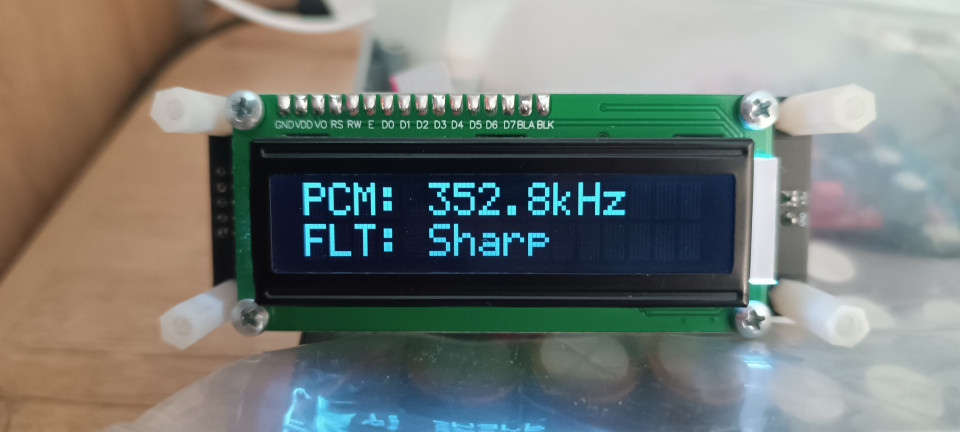 GND VDD VO RS RW E D0 D1 D2 D3 D4 D5 D6 D7 BLA BLK
PCM: 352.8kHz
FLT: Sharp